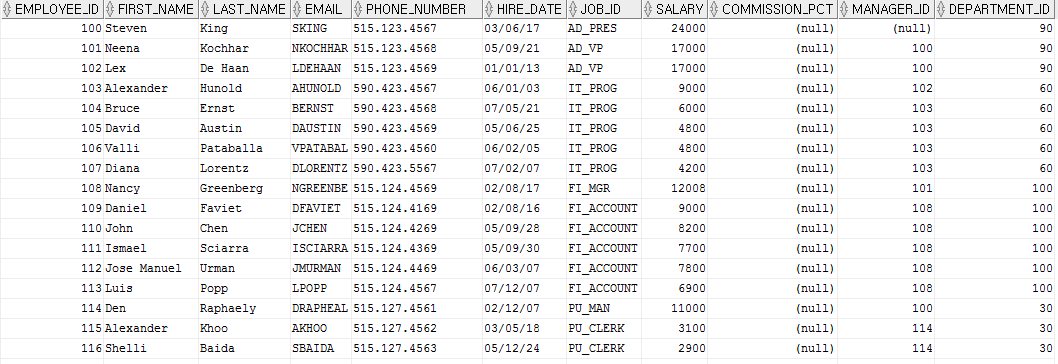 EMPLOYEE_ID FIRST_NAME LAST_NAME EMAIL PHONE_NUMBER HIRE_DATE JOB_ID SALARY COMMISSION_PCT MANAGER_ID DEPARTMENT_ID
100 Steven King SKING 515.123.4567 03/06/17 AD_PRES 24000 (null) (null) 90
101 Neena Kochhar NKOCHHAR 515.123.4568 05/09/21 AD_VP 17000 (null) 100 90
102 Lex De Haan LDEHAAN 515.123.4569 01/01/13 AD_VP 17000 (null) 100 90
103 Alexander Hunold AHUNOLD 590.423.4567 06/01/03 IT_PROG 9000 (null) 102 60
104 Bruce Ernst BERNST 590.423.4568 07/05/21 IT_PROG 6000 (null) 103 60
105 David Austin DAUSTIN 590.423.4569 05/06/25 IT_PROG 4800 (null) 103 60
106 Valli Pataballa VPATABAL 590.423.4560 06/02/05 IT_PROG 4800 (null) 103 60
107 Diana Lorentz DLORENTZ 590.423.5567 07/02/07 IT_PROG 4200 (null) 103 60
108 Nancy Greenberg NGREENBE 515.124.4569 02/08/17 FI_MGR 12008 (null) 101 100
109 Daniel Faviet DFAVIET 515.124.4169 02/08/16 FI_ACCOUNT 9000 (null) 108 100
110 John Chen JCHEN 515.124.4269 05/09/28 FI_ACCOUNT 8200 (null) 108 100
111 Ismael Sciarra ISCIARRA 515.124.4369 05/09/30 FI_ACCOUNT 7700 (null) 108 100
112 Jose Manuel Urman JMURMAN 515.124.4469 06/03/07 FI_ACCOUNT 7800 (null) 108 100
113 Luis Popp LPOPP 515.124.4567 07/12/07 FI_ACCOUNT 6900 (null) 108 100
114 Den Raphaely DRAPHEAL 515.127.4561 02/12/07 PU_MAN 11000 (null) 100 30
115 Alexander Khoo AKHOO 515.127.4562 03/05/18 PU_CLERK 3100 (null) 114 30
116 Shelli Baida SBAIDA 515.127.4563 05/12/24 PU_CLERK 2900 (null) 114 30